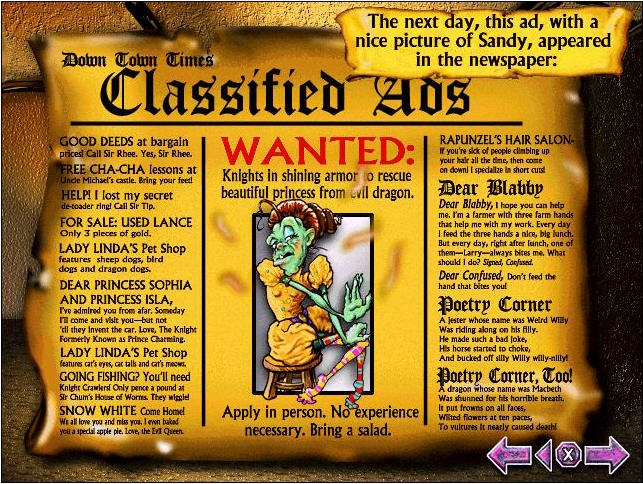 The next day, this ad, with a
nice picture of Sandy, appeared
in the newspaper:
Down Town Times
Classified Ads
GOOD DEEDS at bargain
prices! Call Sir Rhee. Yes, Sir Rhee.
FREE CHA-CHA lessons at
Uncle Michael's castle. Bring your feet!
HELP! I lost my secret
de-toader ring! Call Sir Tip.
FOR SALE: USED LANCE
Only 3 pieces of gold.
LADY LINDA'S Pet Shop
features sheep dogs, bird
dogs and dragon dogs.
DEAR PRINCESS SOPHIA
AND PRINCESS ISLA,
I've admired you from afar. Someday
I'll come and visit you—but not
'til they invent the car. Love, The Knight
Formerly Known as Prince Charming.
LADY LINDA'S Pet Shop
features cat's eyes, cat tails and cat's meows.
GOING FISHING? You'll need
Knight Crawlers! Only pence a pound at
Sir Chum's House of Worms. They wiggle!
SNOW WHITE Come Home!
We all love you and miss you. I even baked
you a special apple pie. Love, the Evil Queen.
WANTED:
Knights in shining armor to rescue
beautiful princess from evil dragon.
Apply in person. No experience
necessary. Bring a salad.
RAPUNZEL'S HAIR SALON-
If you're sick of people climbing up
your hair all the time, then come
on down! I specialize in short cuts!
Dear Blabby
Dear Blabby, I hope you can help
me. I'm a farmer with three farm hands
that help me with my work. Every day
I feed the three hands a nice, big lunch.
But every day, right after lunch, one of
them—Larry—always bites me. What
should I do? Signed, Confused.
Dear Confused, Don't feed the
hand that bites you!
Poetry Corner
A jester whose name was Weird Willy
Was riding along on his filly.
He made such a bad joke,
His horse started to choke,
And bucked off silly Willy willy-nilly!
Poetry Corner, Too!
A dragon whose name was Macbeth
Was shunned for his horrible breath.
It put frowns on all faces,
Wilted flowers at ten paces,
To vultures it nearly caused death!
X